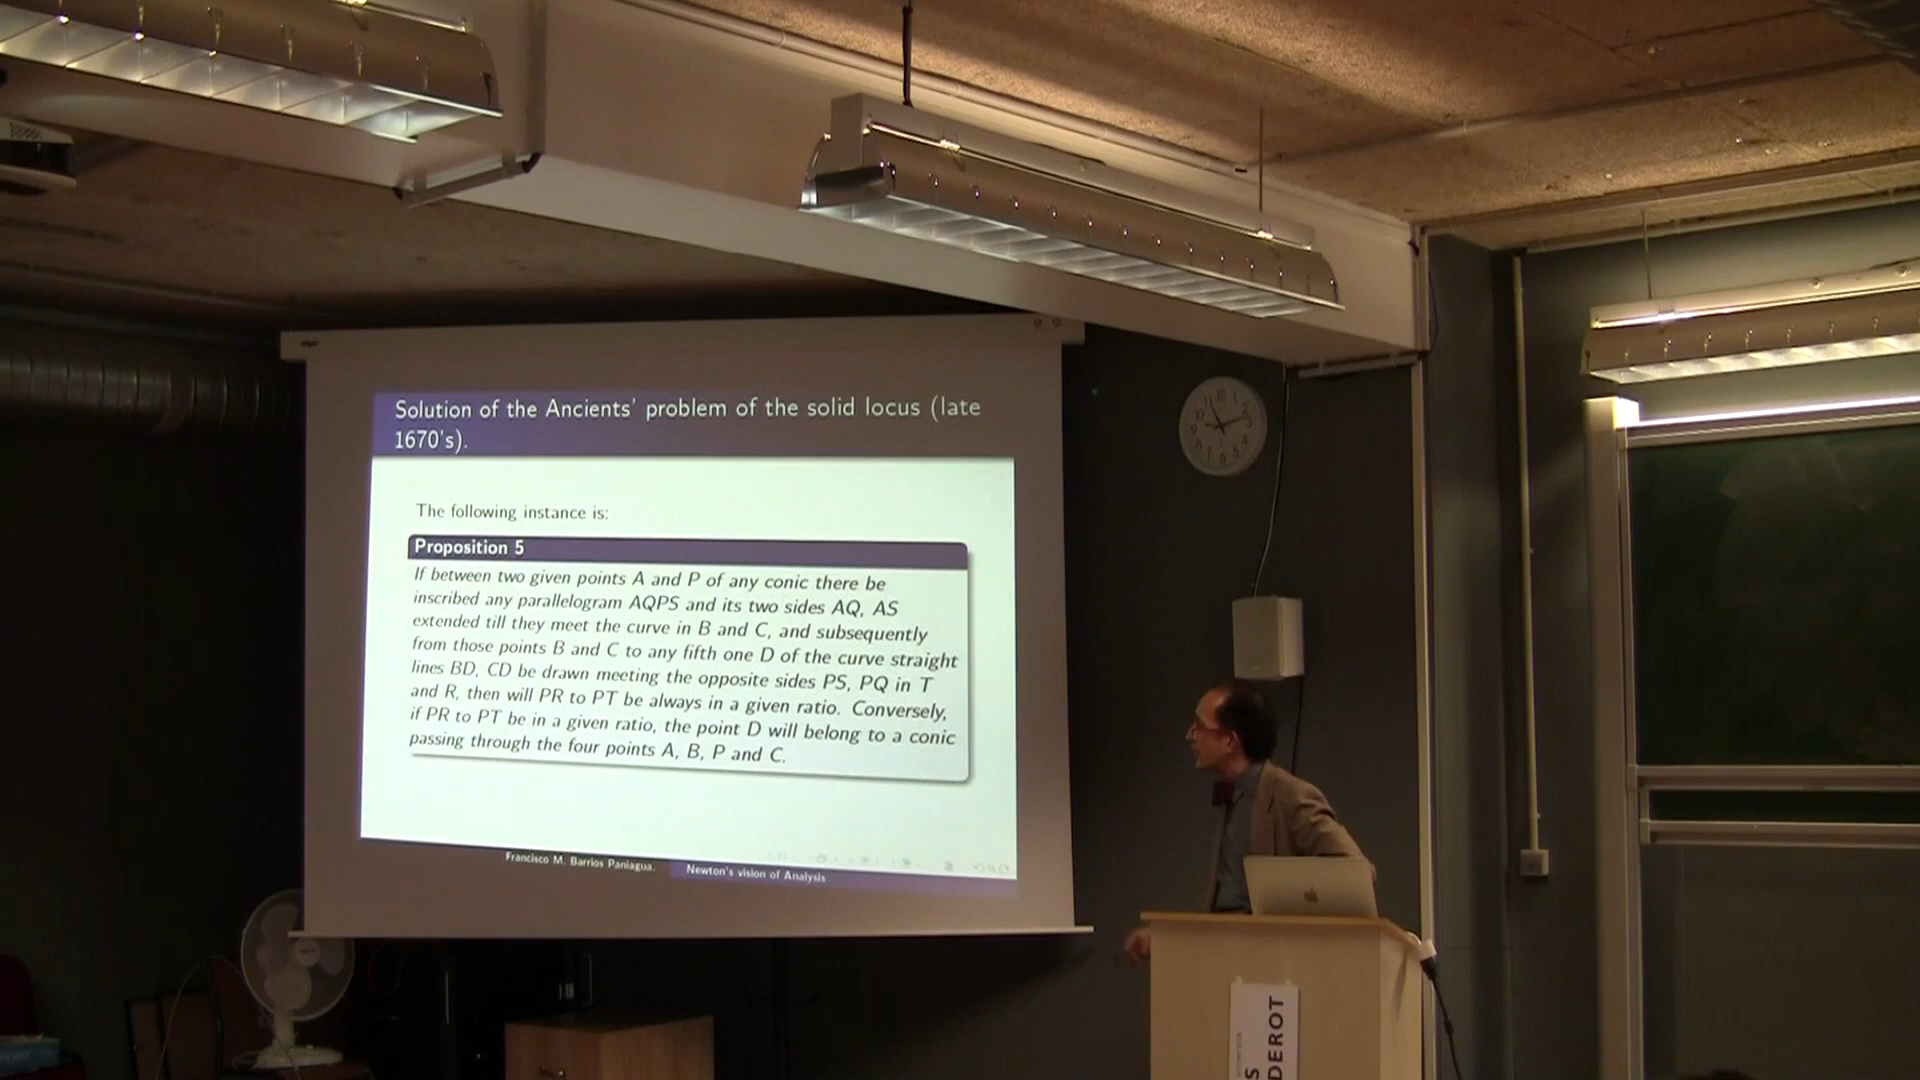 Solution of the Ancients' problem of the solid locus (late
1670's).
The following instance is:
Proposition 5
If between two given points A and P of any conic there be
inscribed any parallelogram AQPS and its two sides AQ, AS
extended till they meet the curve in B and C, and subsequently
from those points B and C to any fifth one D of the curve straight
lines BD, CD be drawn meeting the opposite sides PS, PQ in T
and R, then will PR to PT be always in a given ratio. Conversely,
if PR to PT be in a given ratio, the point D will belong to a conic
passing through the four points A, B, P and C.
Francisco M. Barrios Paniagua.
Newton's vision of Analysis
S
DEROT